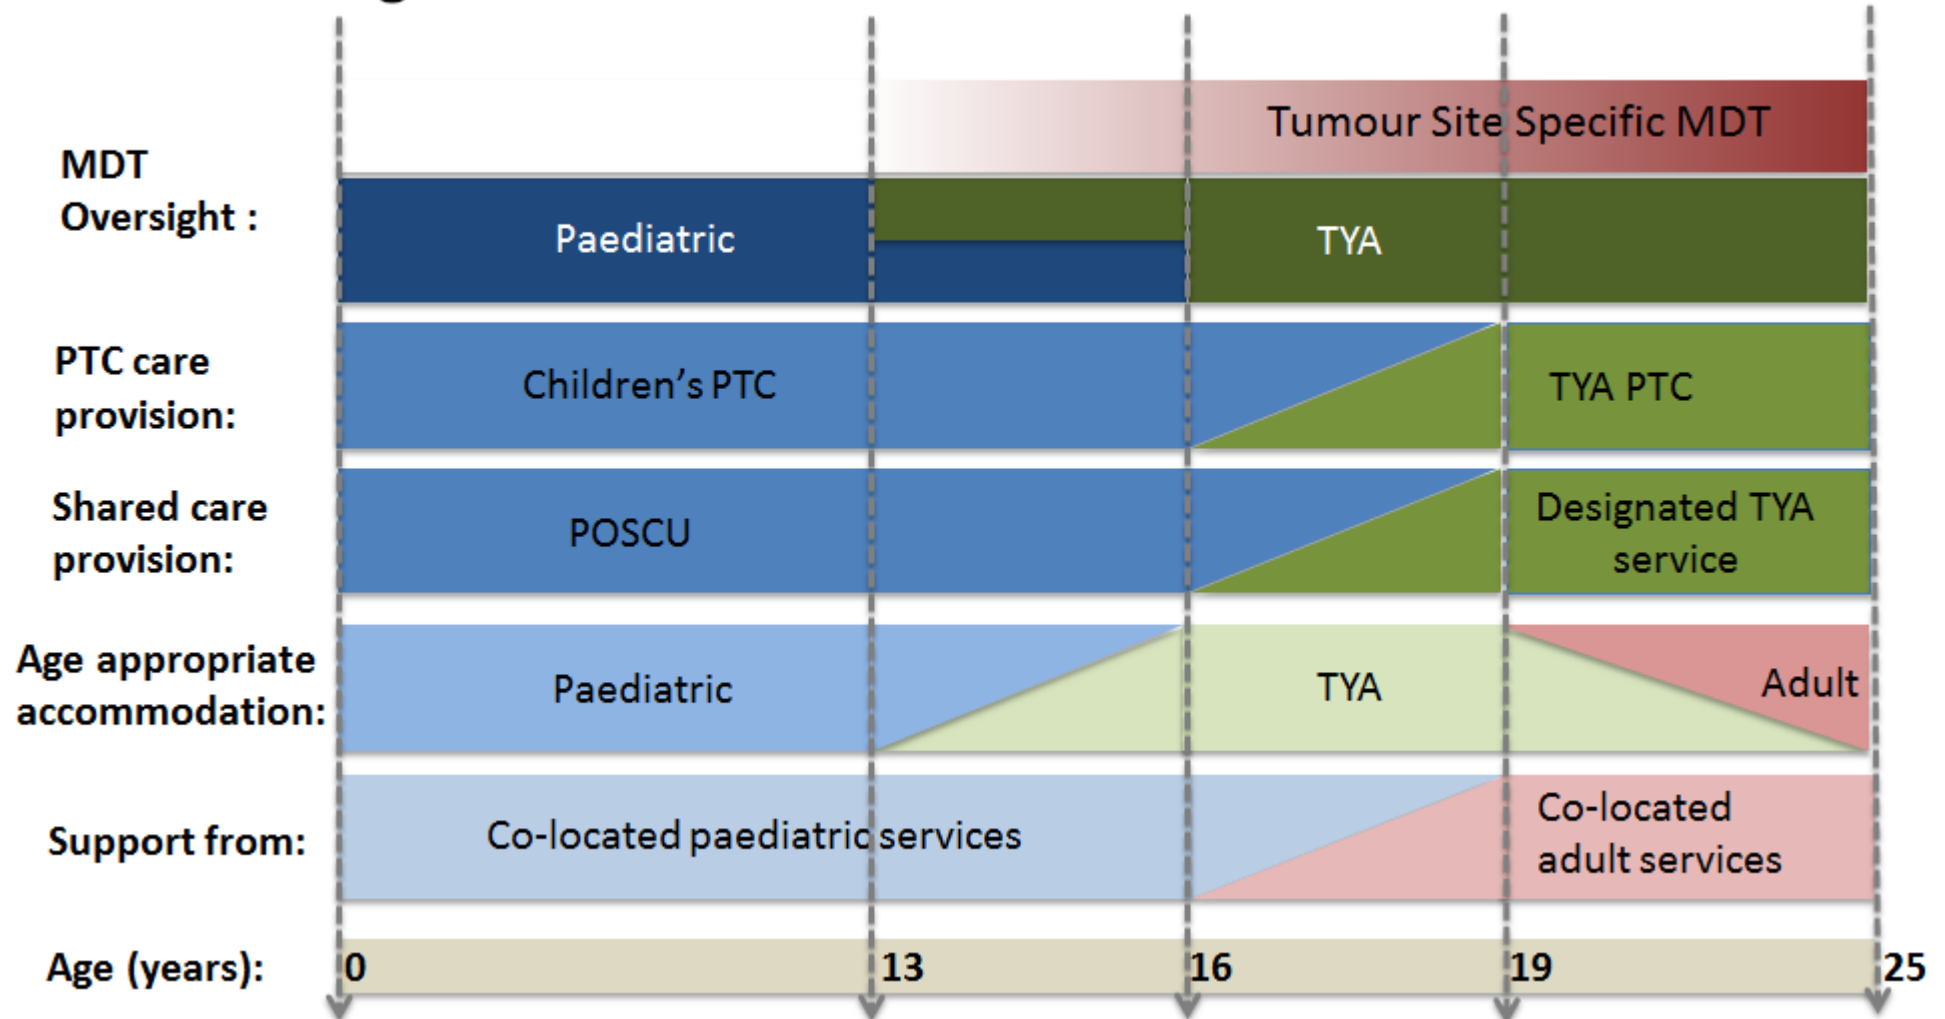 Tumour Site Specific MDT
MDT
Oversight :
Paediatric
TYA
PTC care
provision:
Children's PTC
TYA PTC
Shared care
provision:
POSCU
Designated TYA
service
Age appropriate
accommodation:
Paediatric
TYA
Adult
Support from:
Co-located paediatric services
Co-located
adult services
Age (years):
0
13
16
19
25